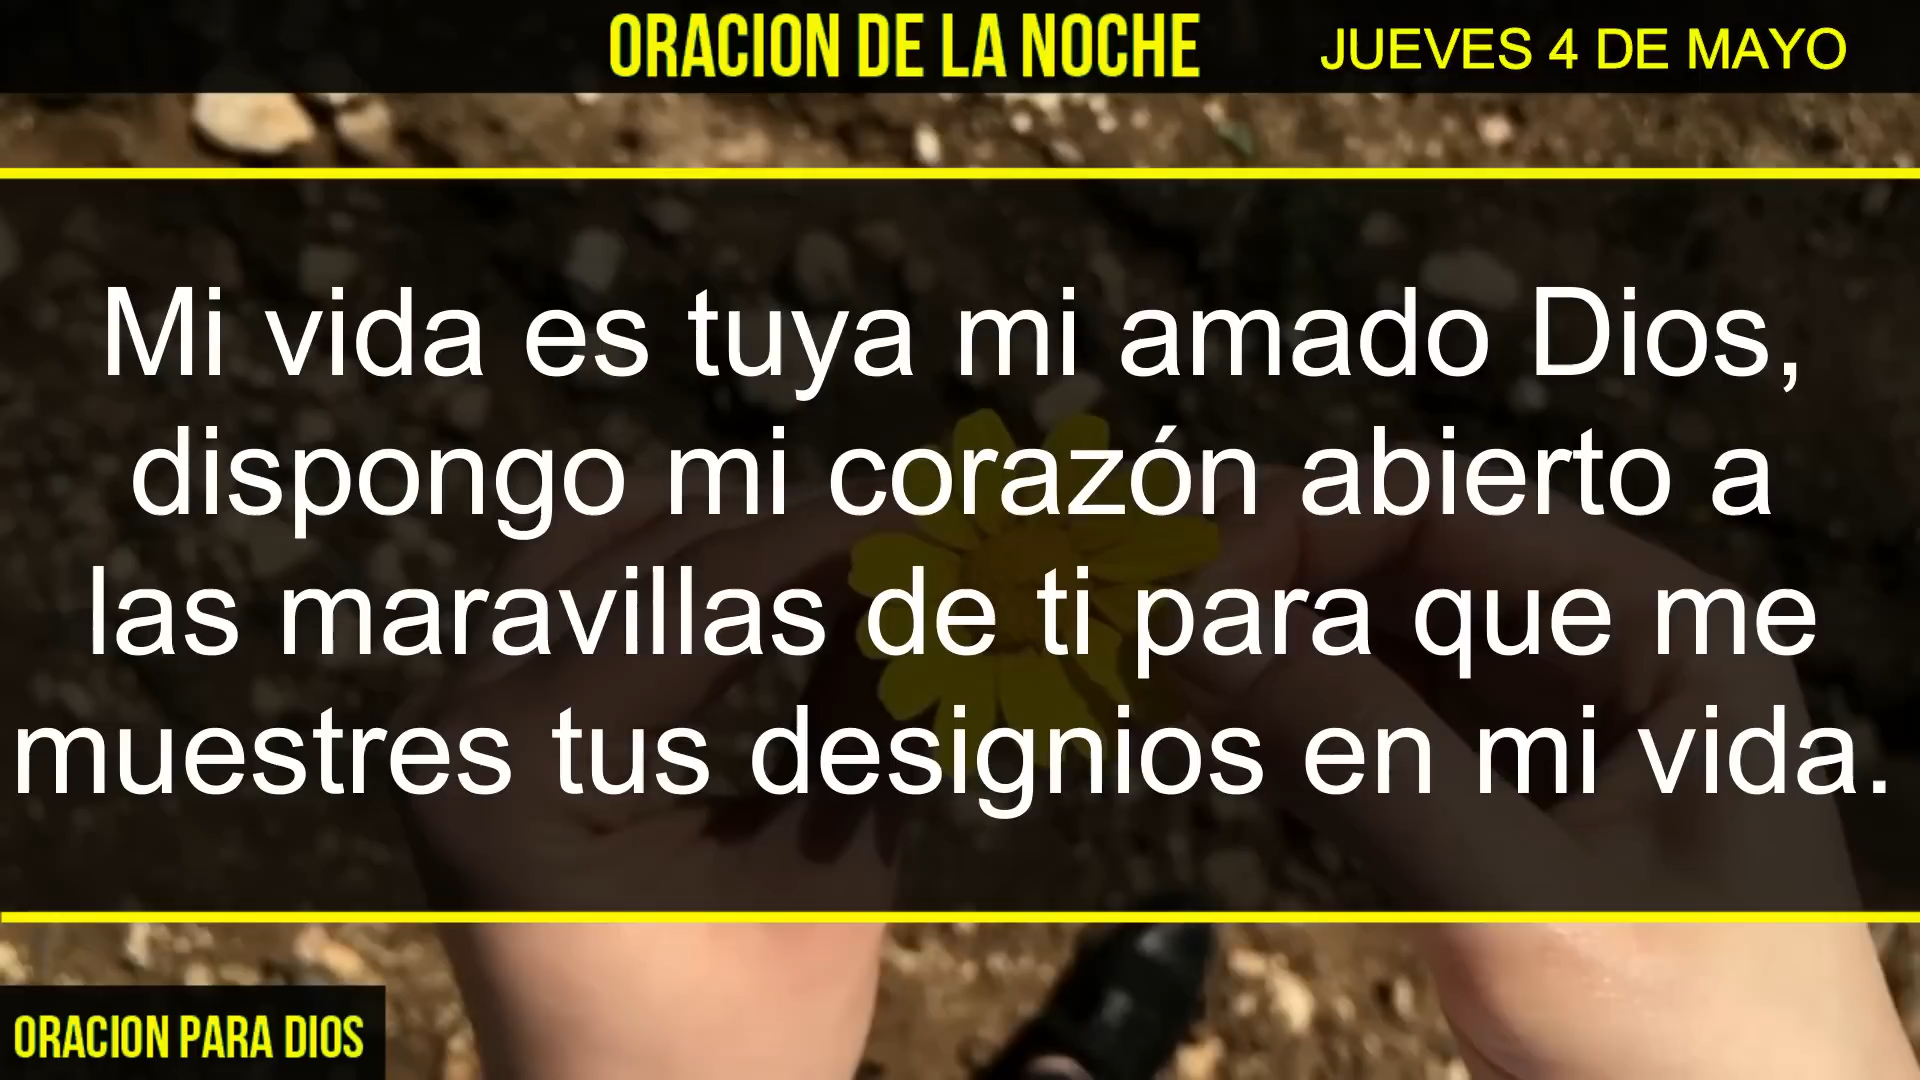 ORACION DE LA NOCHE
JUEVES 4 DE MAYO
Mi vida es tuya mi amado Dios,
dispongo mi corazón abierto a
las maravillas de ti para que me
muestres tus designios en mi vida.
ORACION PARA DIOS